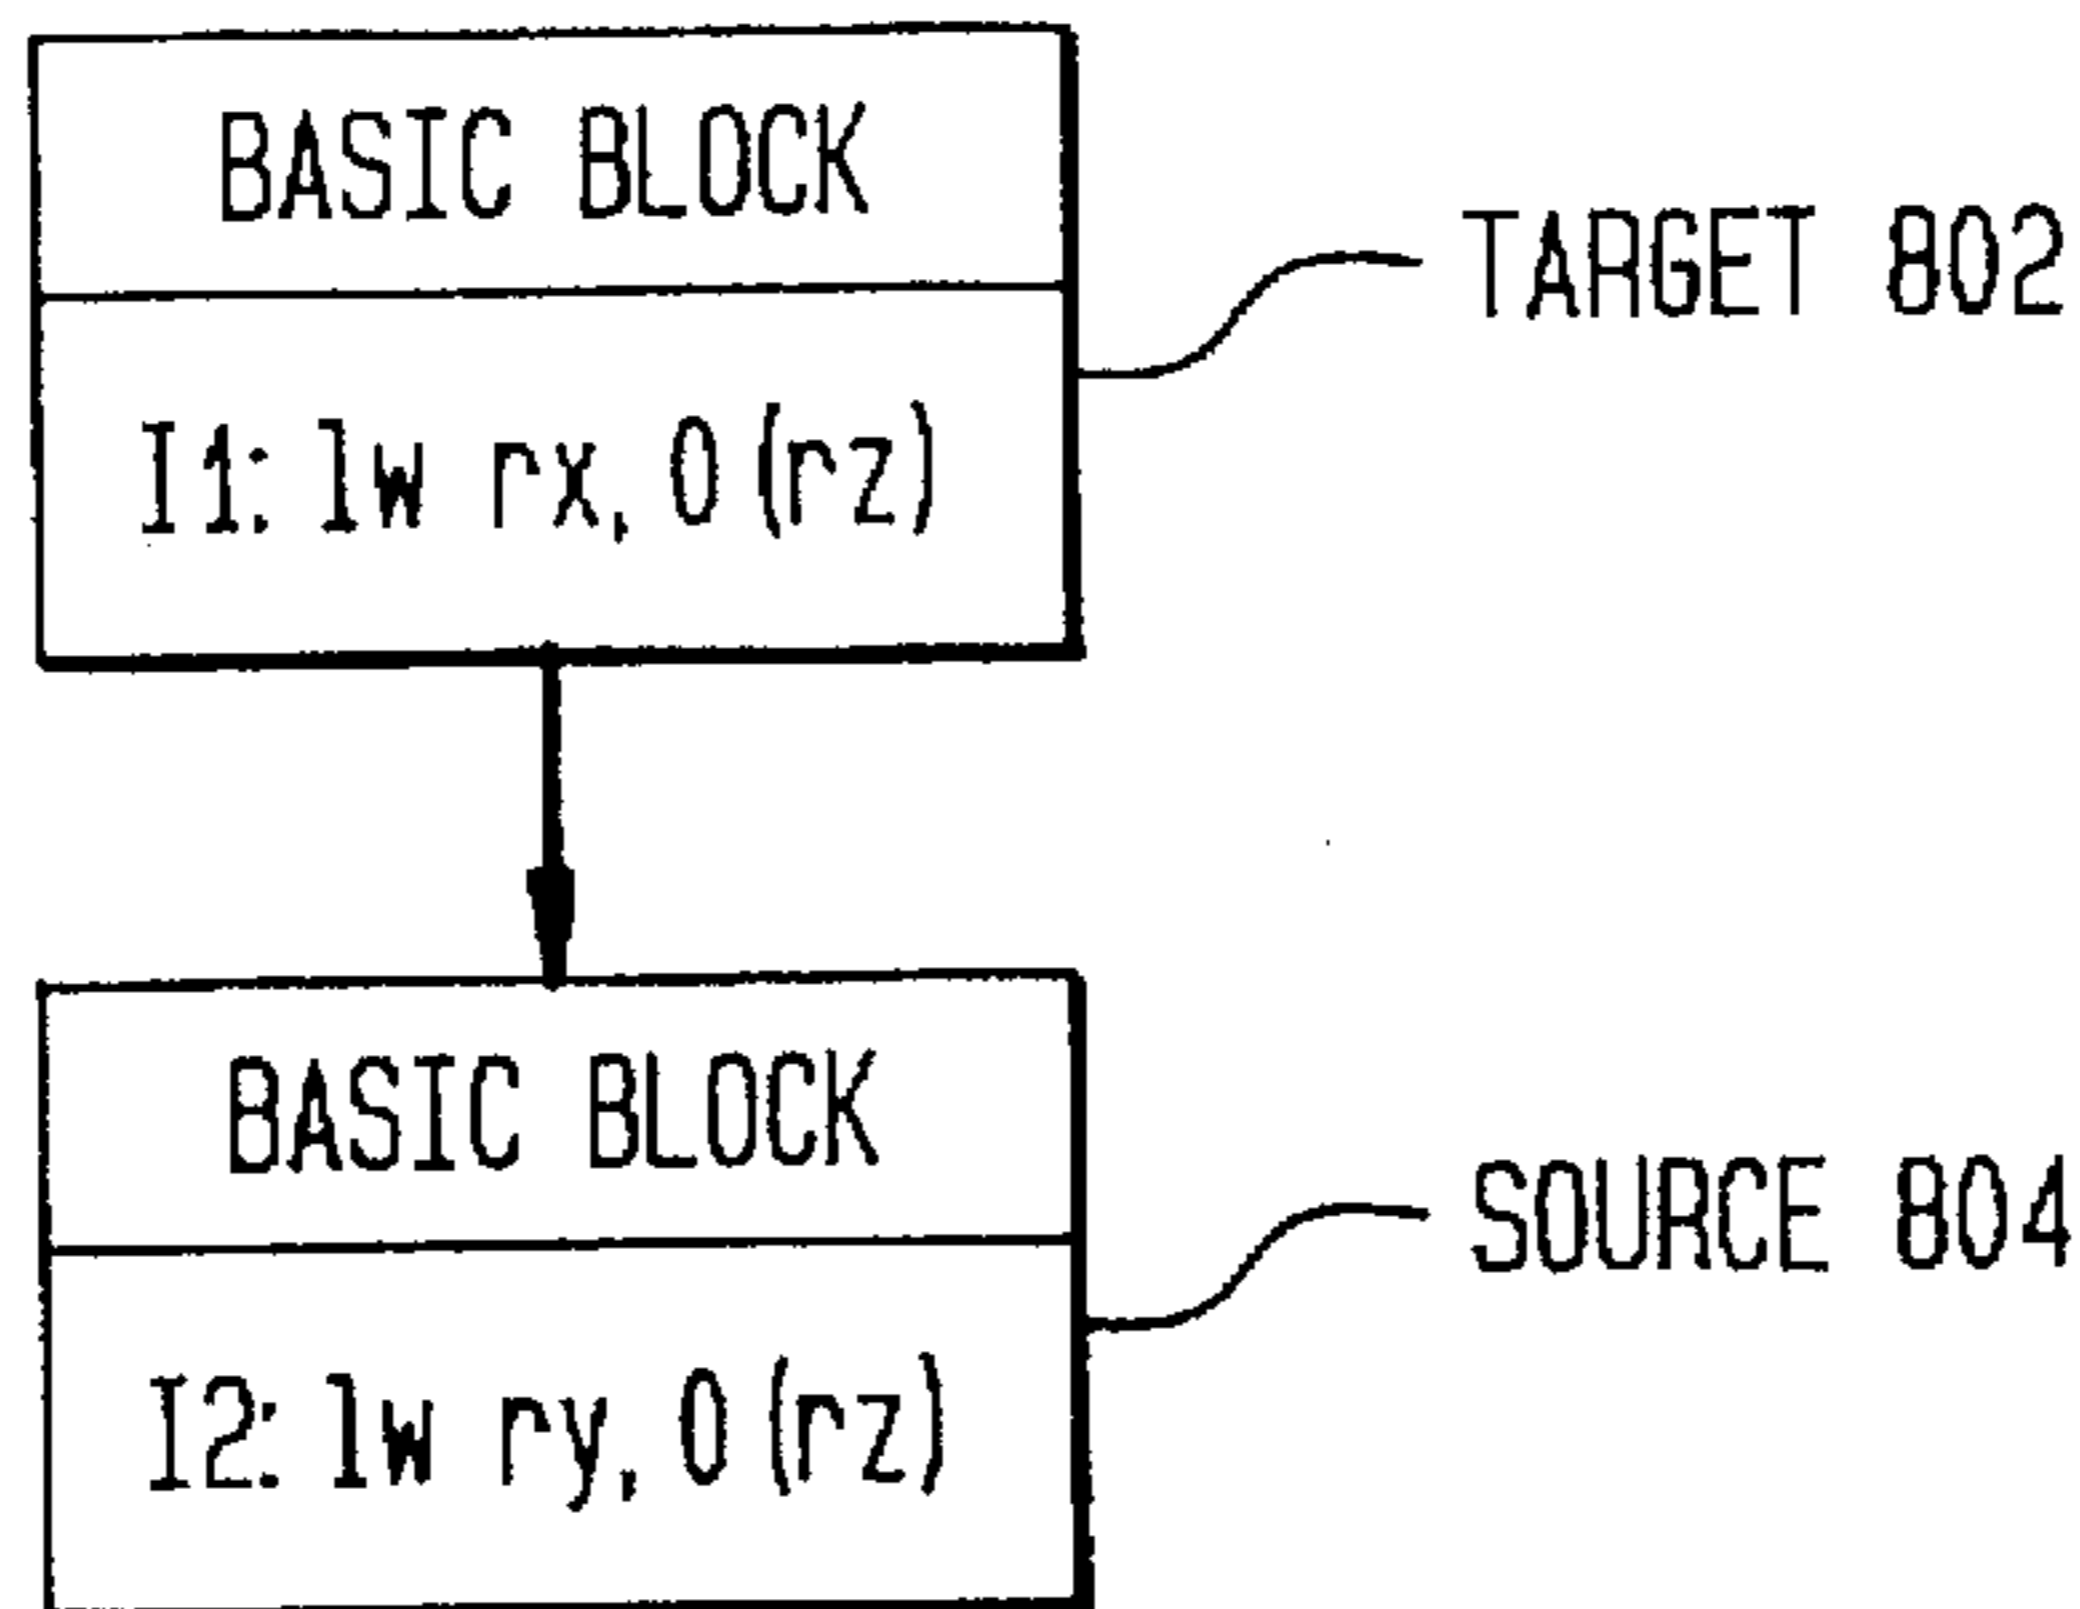 BASIC BLOCK
I1: lw rx, 0 (rz)
TARGET 802
BASIC BLOCK
I2: lw ry, 0 (rz)
SOURCE 804